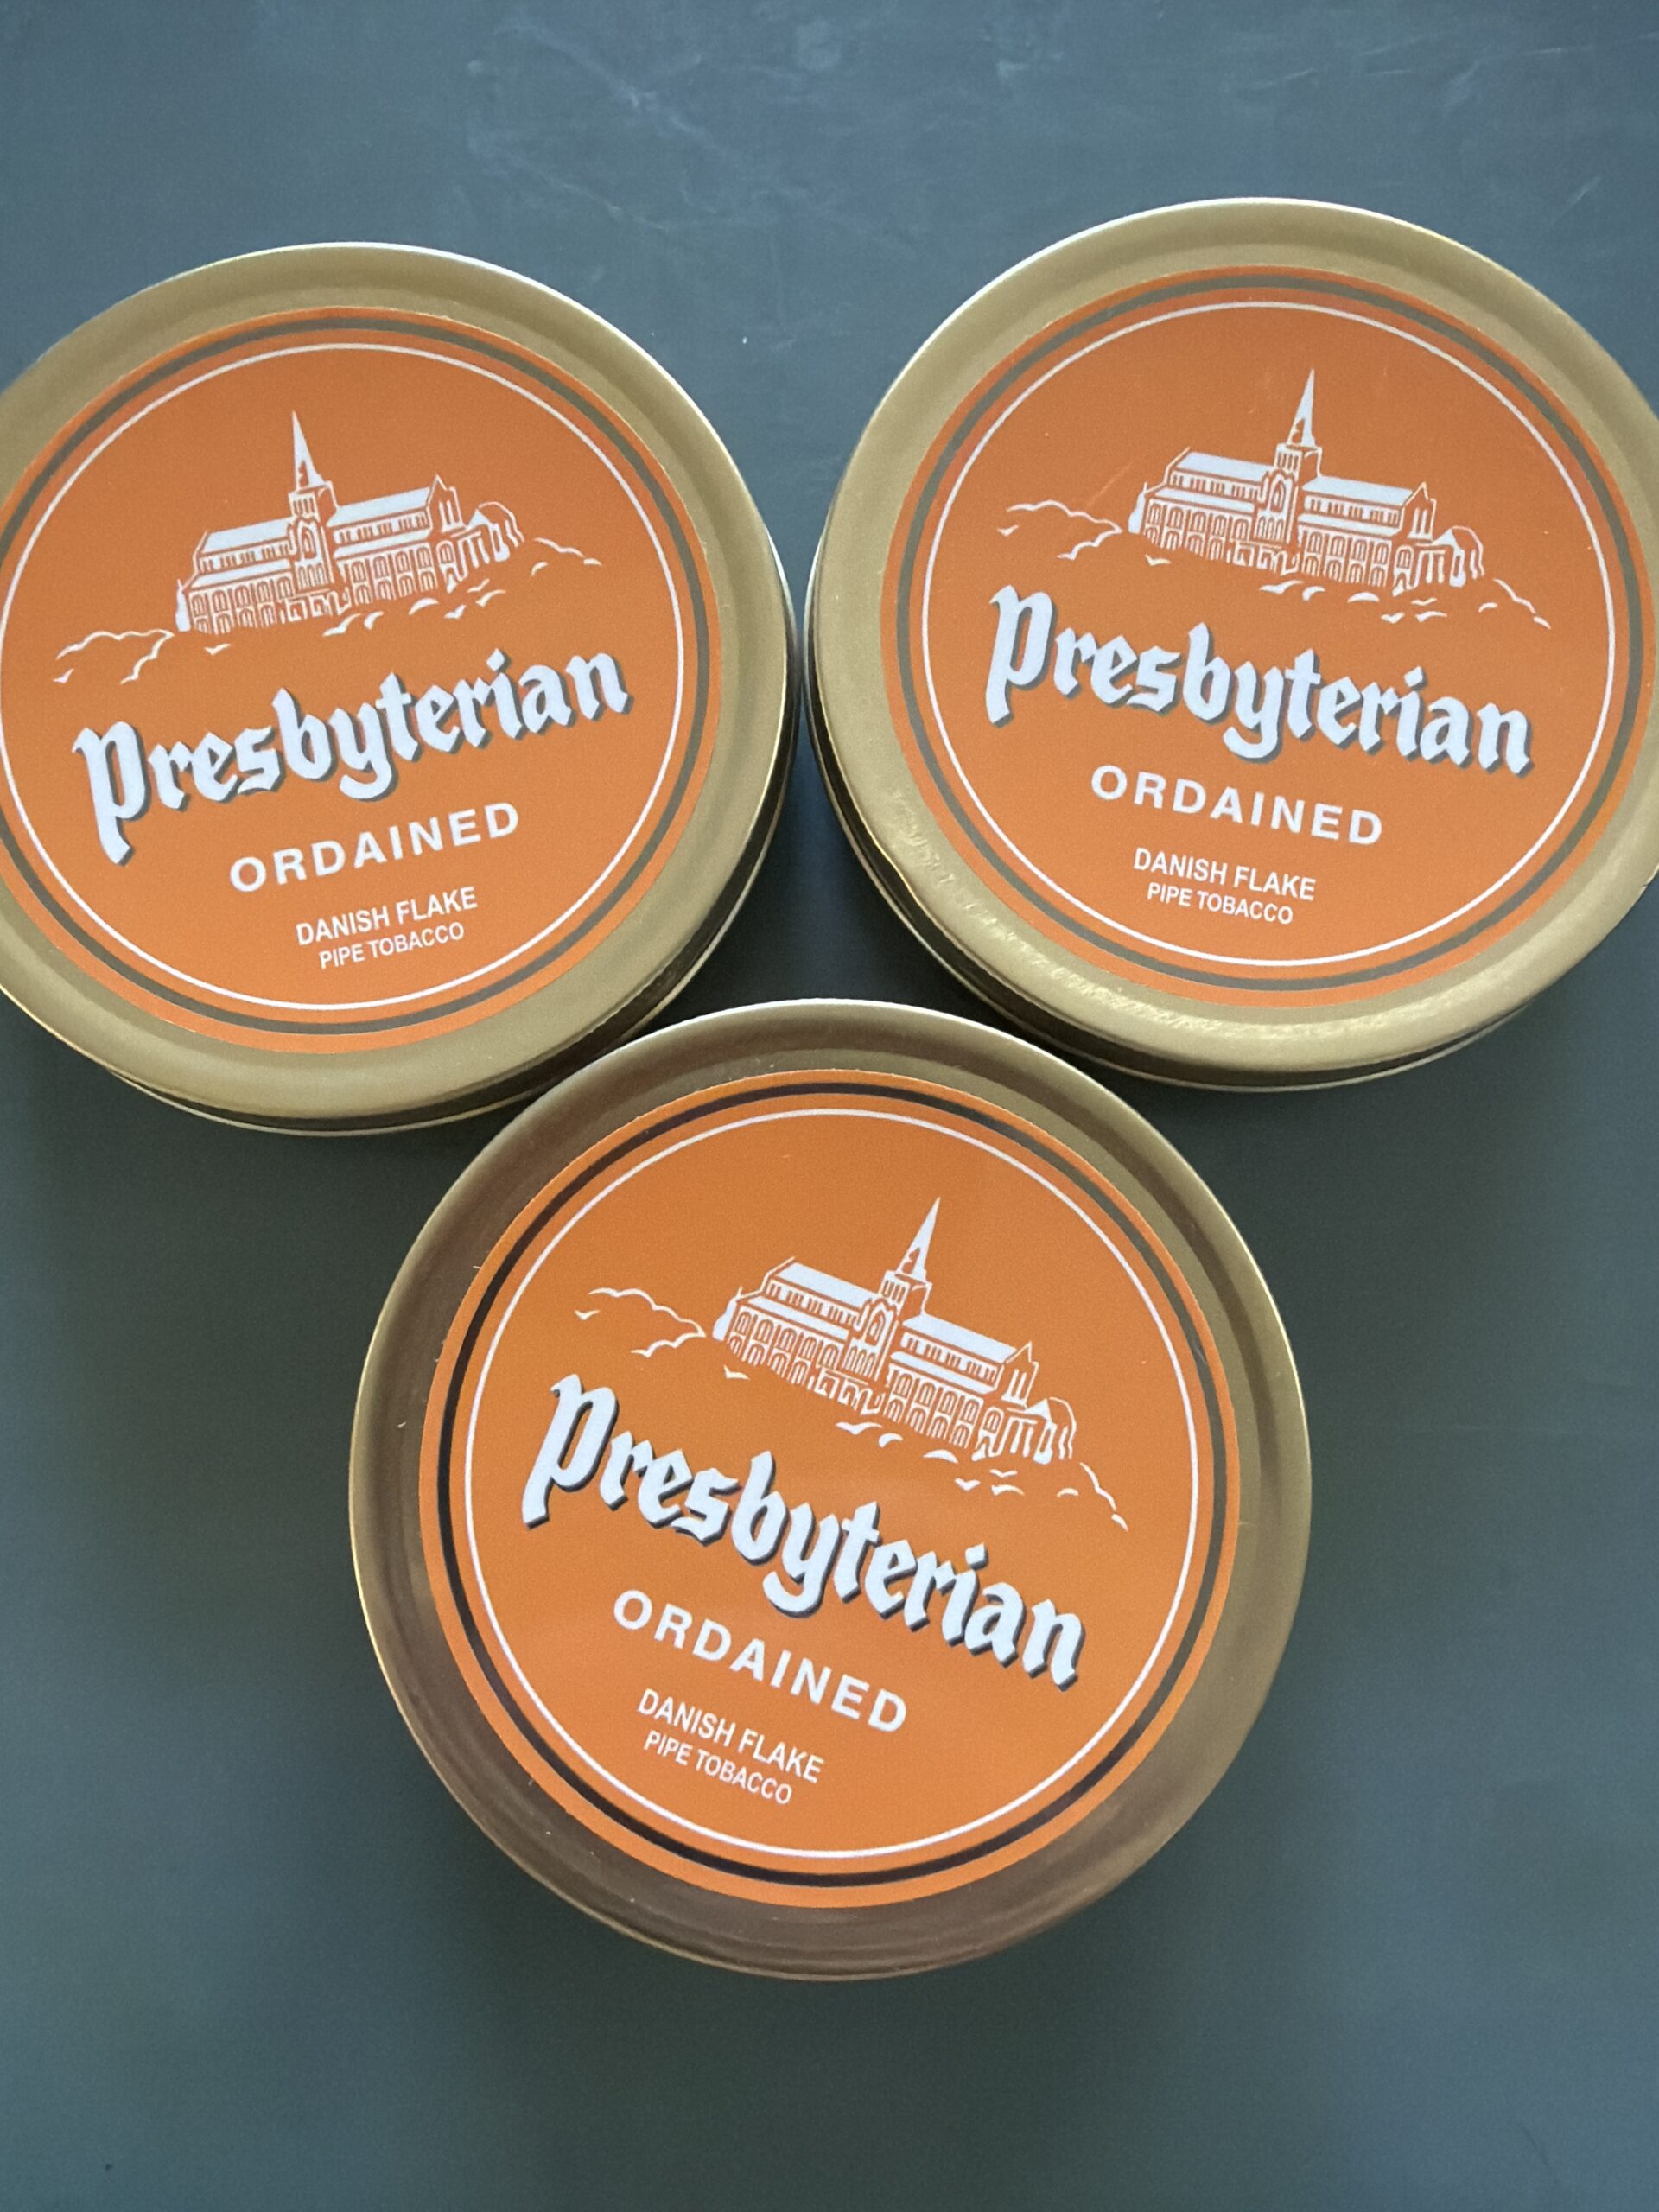 Presbyterian
ORDAINED
DANISH FLAKE
PIPE TOBACCO
Presbyterian
ORDAINED
DANISH FLAKE
PIPE TOBACCO
Presbyterian
ORDAINED
DANISH FLAKE
PIPE TOBACCO